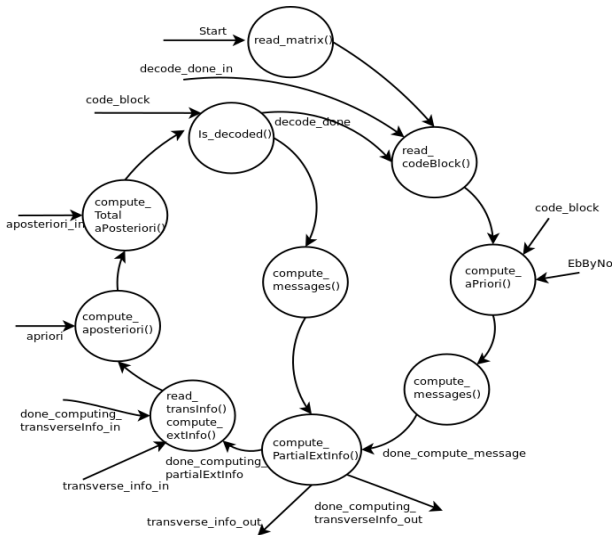 Start
read_matrix()
decode_done_in
code_block
decode_done
Is_decoded()
read_
codeBlock()
compute_
Total
aPosteriori()
aposteriori_in
code_block
EbByNo
compute_
aPriori()
compute_
messages()
compute_
aposteriori()
apriori
compute_
messages()
read_
transInfo()
compute_
extInfo()
done_computing_
transverseInfo_in
compute_
PartialExtInfo()
done_compute_message
done_computing_
partialExtInfo
transverse_info_in
transverse_info_out
done_computing_
transverseInfo_out